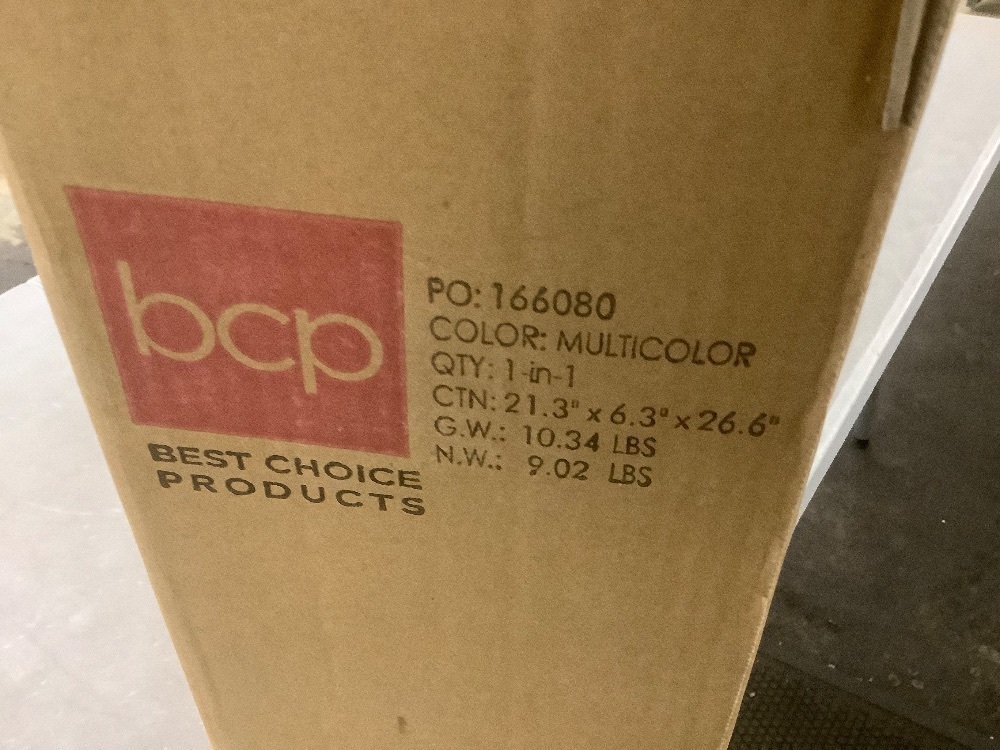 bcp
BEST CHOICE
PRODUCTS
PO: 166080
COLOR: MULTICOLOR
QTY: 1-in-1
CTN: 21.3" x 6.3" x 26.6"
G.W.: 10.34 LBS
N.W.: 9.02 LBS